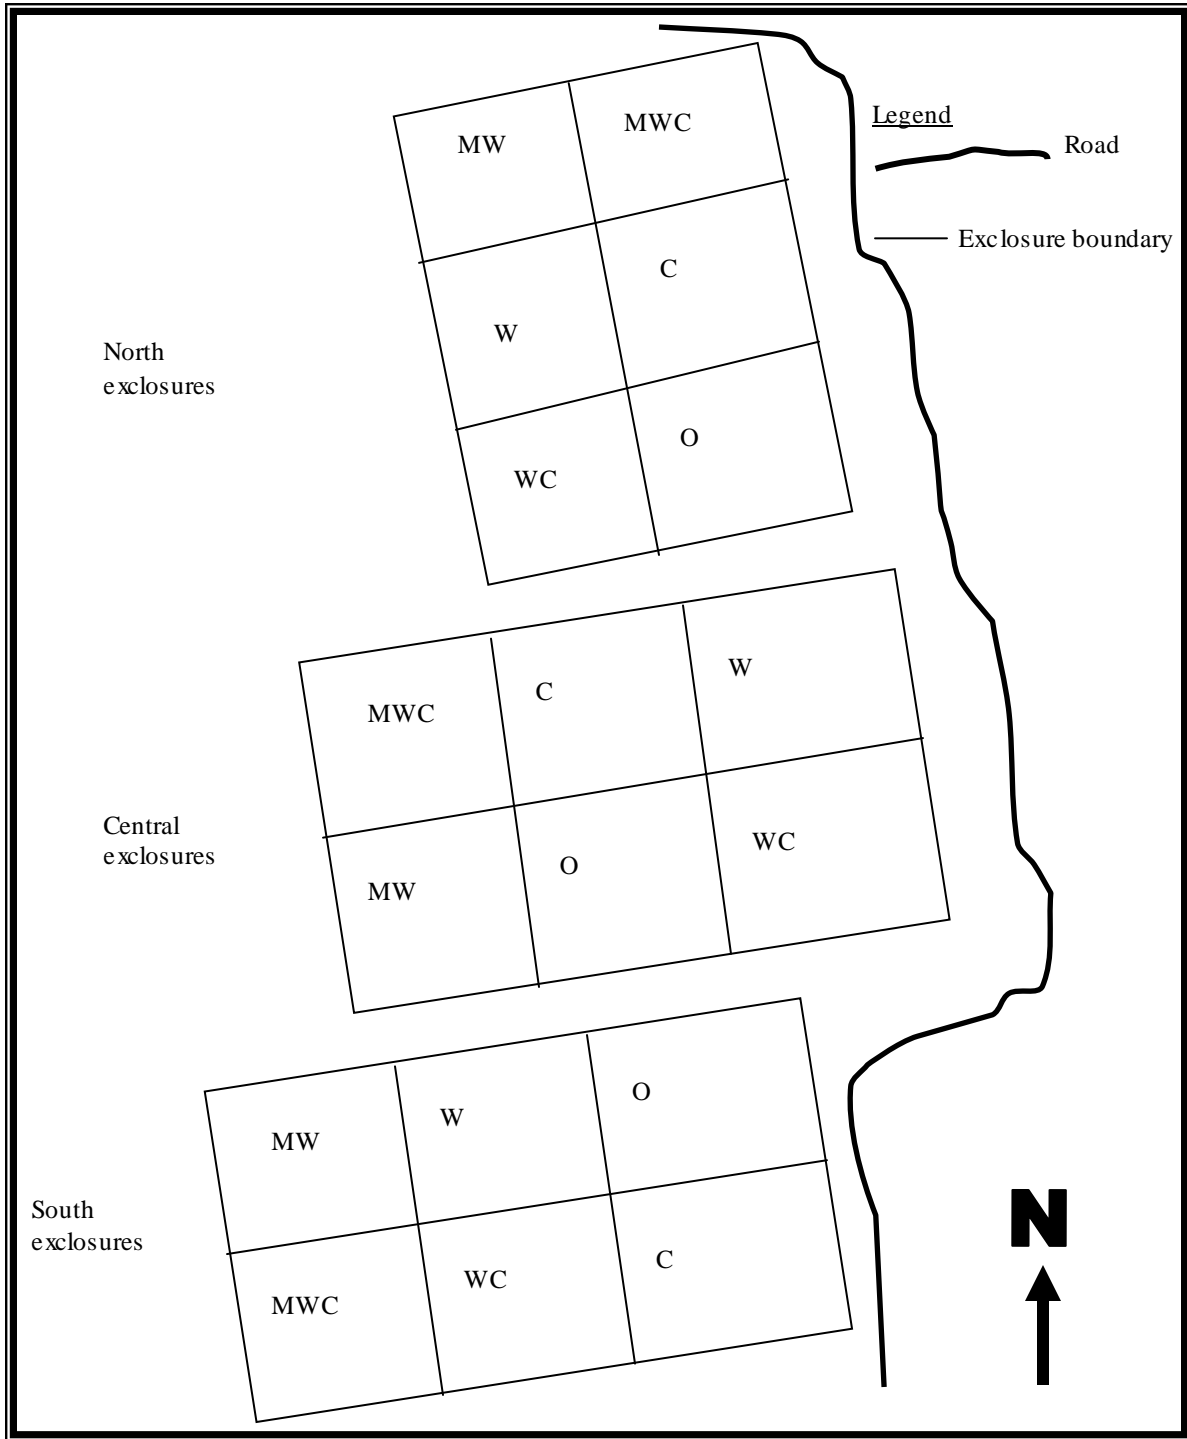 Legend
Road
Exclosure boundary
North
exclosures
MW
MWC
W
C
WC
O
Central
exclosures
MWC
C
W
MW
O
WC
South
exclosures
MW
W
O
MWC
WC
C
N